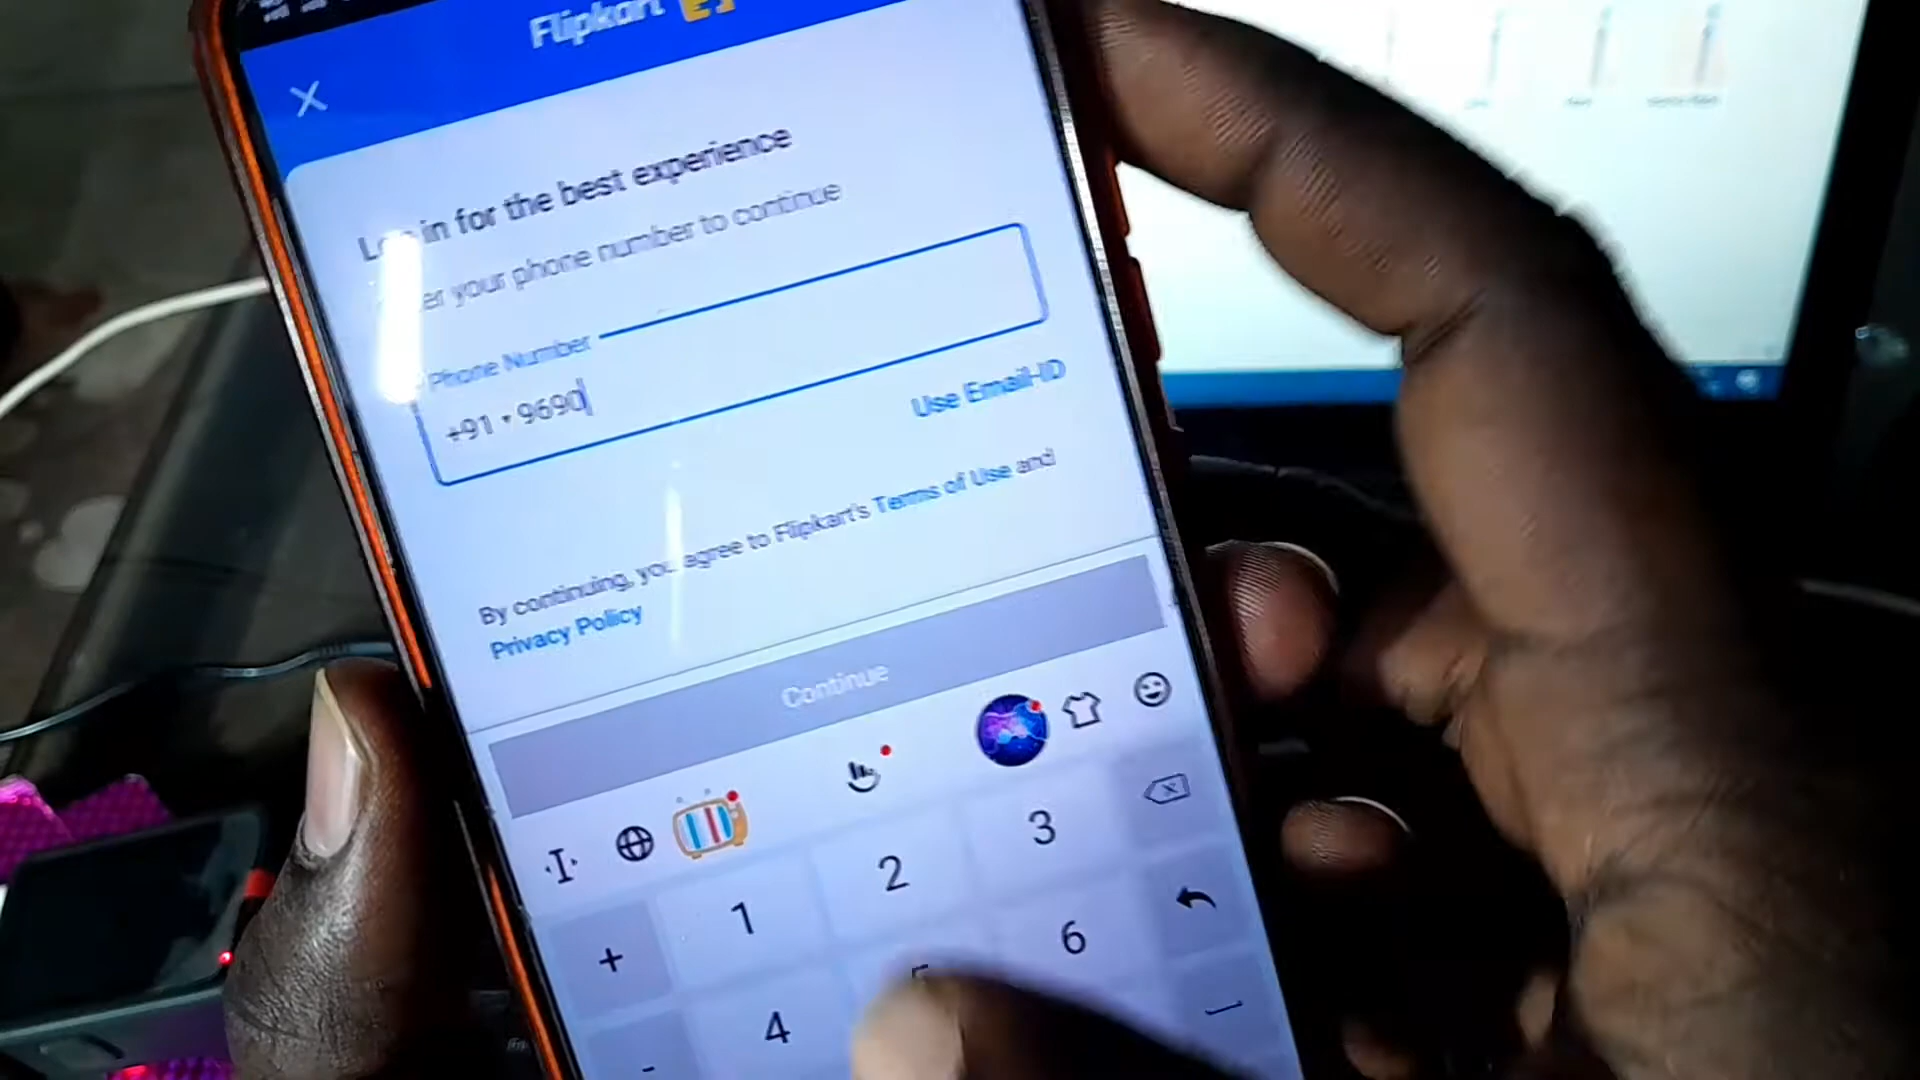 Flipkart
in for the best experience
your phone number to continue
Phone Number
+91 • 9690
Use Email-ID
By continuing, you agree to Flipkart's Terms of Use and
Privacy Policy
Continue
1
2
3
+
4
6
-